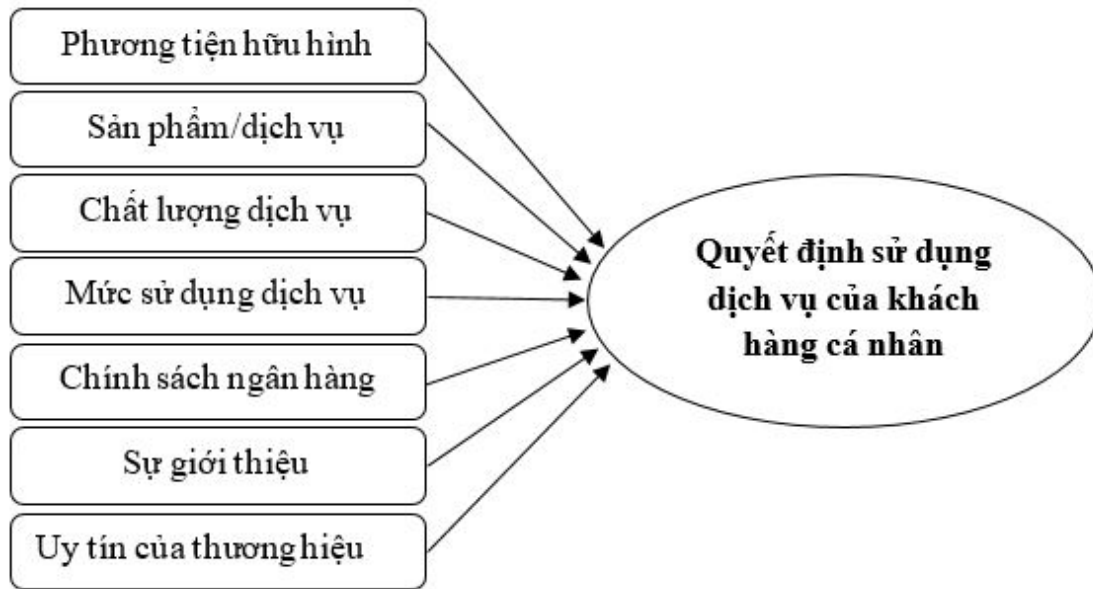 Phương tiện hữu hình
Sản phẩm/dịch vụ
Chất lượng dịch vụ
Mức sử dụng dịch vụ
Chính sách ngân hàng
Sự giới thiệu
Uy tín của thương hiệu
Quyết định sử dụng
dịch vụ của khách
hàng cá nhân